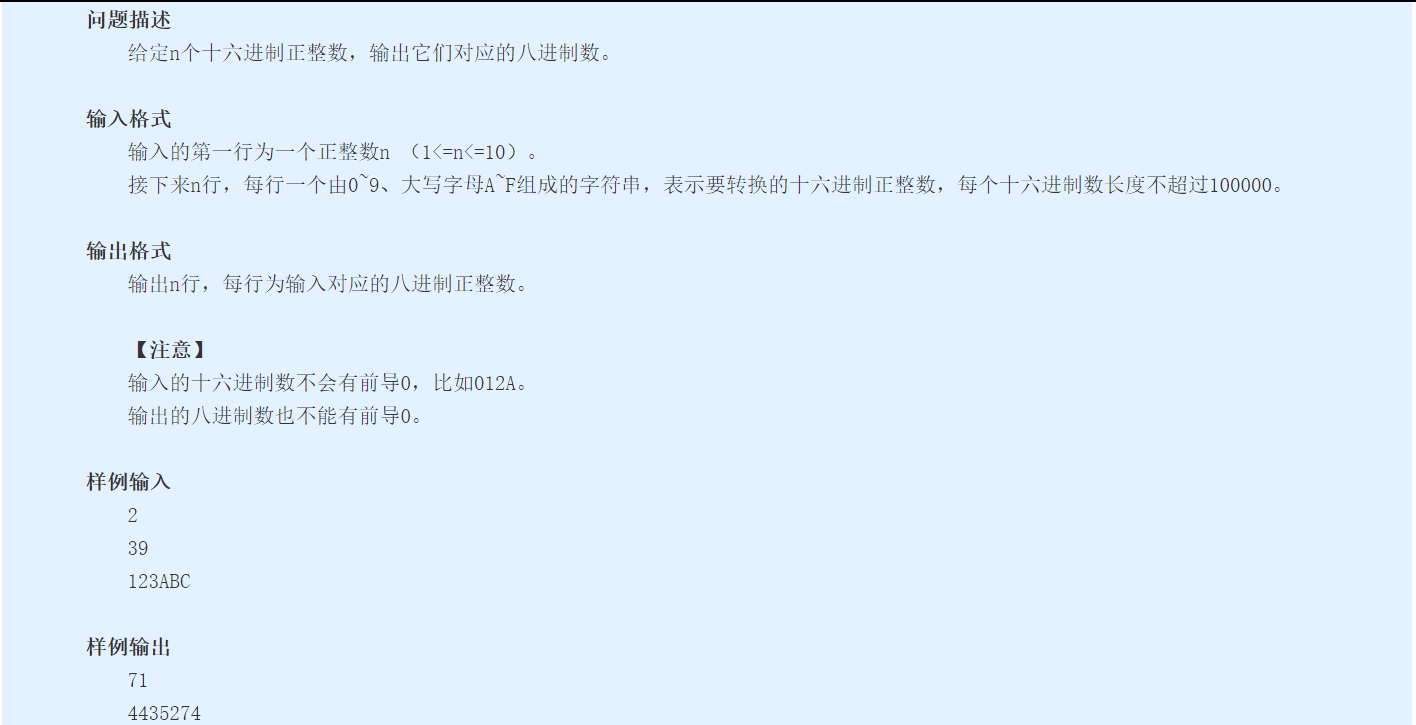 问题描述
给定n个十六进制正整数，输出它们对应的八进制数。
输入格式
输入的第一行为一个正整数n （1<=n<=10）。
接下来n行，每行一个由0~9、大写字母A~F组成的字符串，表示要转换的十六进制正整数，每个十六进制数长度不超过100000。
输出格式
输出n行，每行为输入对应的八进制正整数。
【注意】
输入的十六进制数不会有前导0，比如012A。
输出的八进制数也不能有前导0。
样例输入
2
39
123ABC
样例输出
71
4435274